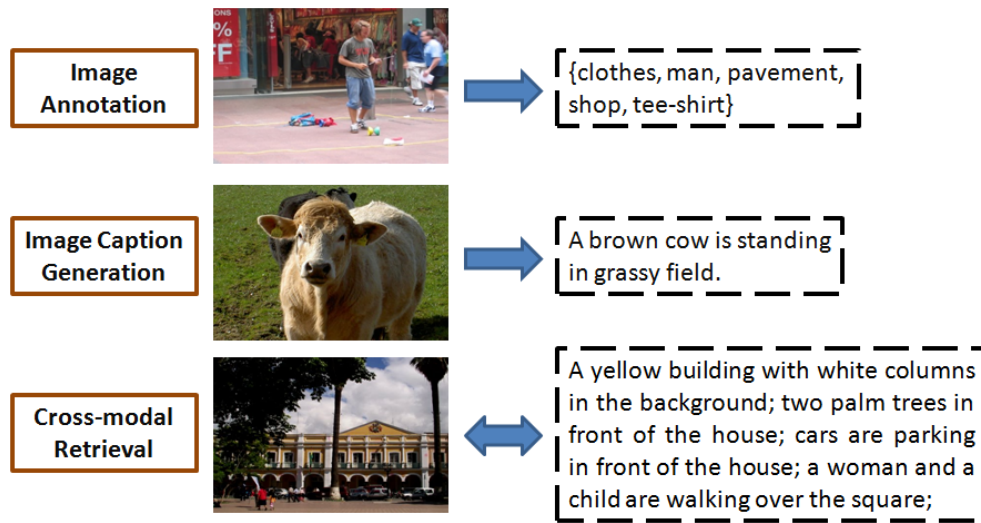 Image
Annotation
IONS
%
FF
{clothes, man, pavement,
shop, tee-shirt}
Image Caption
Generation
A brown cow is standing
in grassy field.
Cross-modal
Retrieval
A yellow building with white columns
in the background; two palm trees in
front of the house; cars are parking
in front of the house; a woman and a
child are walking over the square;